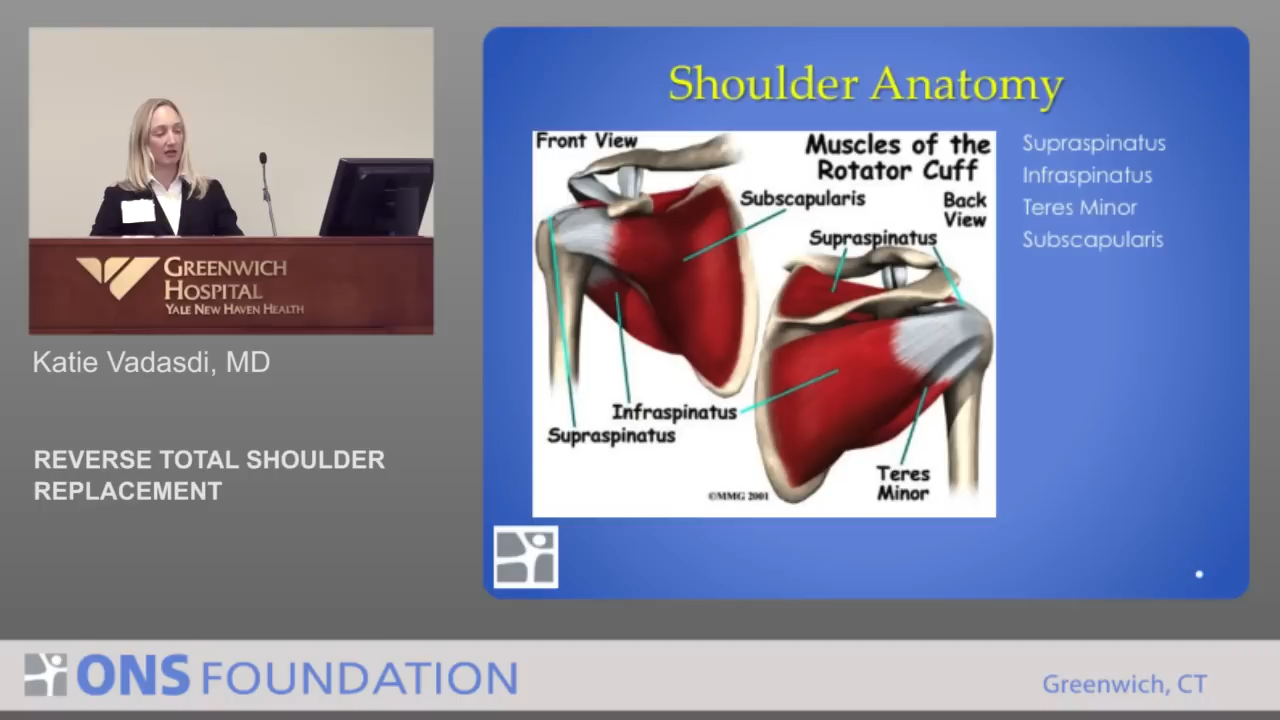 GREENWICH
HOSPITAL
YALE NEW HAVEN HEALTH
Katie Vadasdi, MD
REVERSE TOTAL SHOULDER
REPLACEMENT
Shoulder Anatomy
Front View
Muscles of the
Rotator Cuff
Subscapularis
Back
View
Supraspinatus
Infraspinatus
Supraspinatus
Teres
Minor
©MMG 2001
Supraspinatus
Infraspinatus
Teres Minor
Subscapularis
ONS FOUNDATION
Greenwich, CT